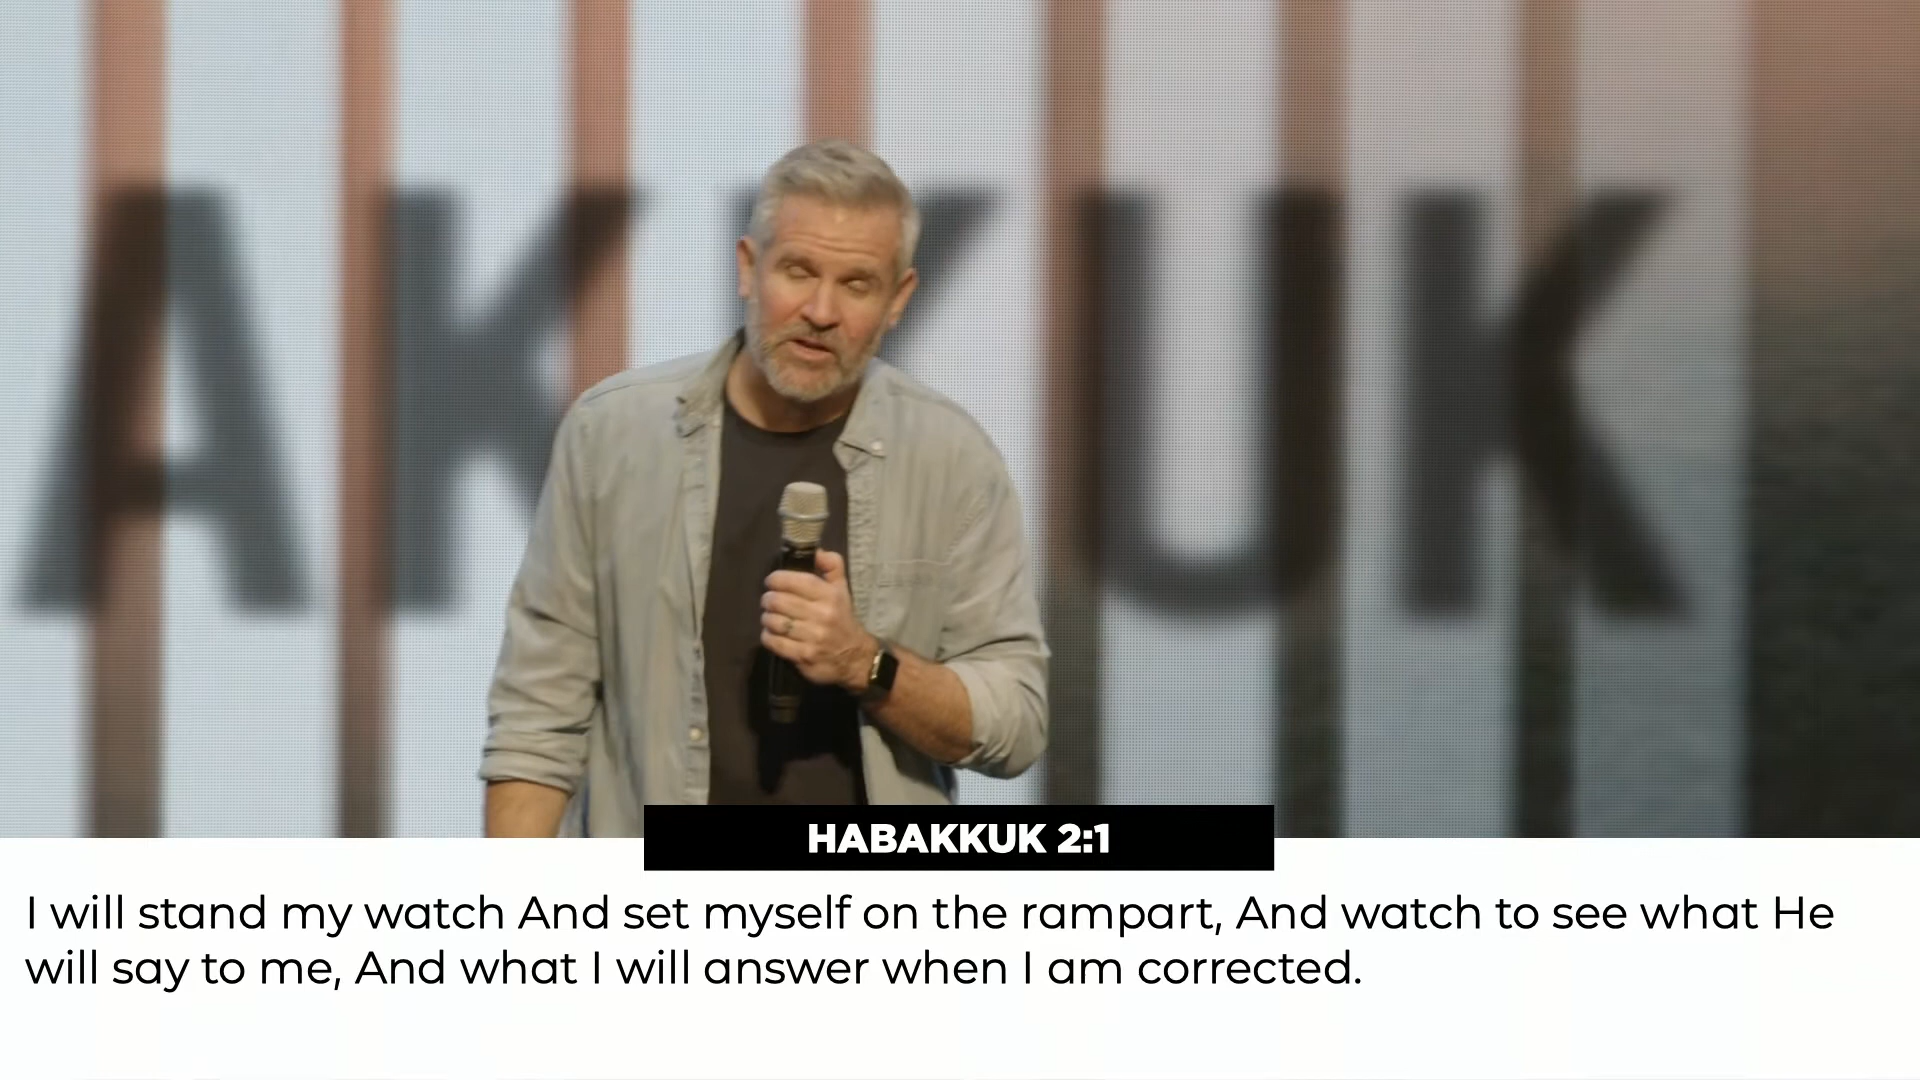 AKKUK
HABAKKUK 2:1
I will stand my watch And set myself on the rampart, And watch to see what He
will say to me, And what I will answer when I am corrected.